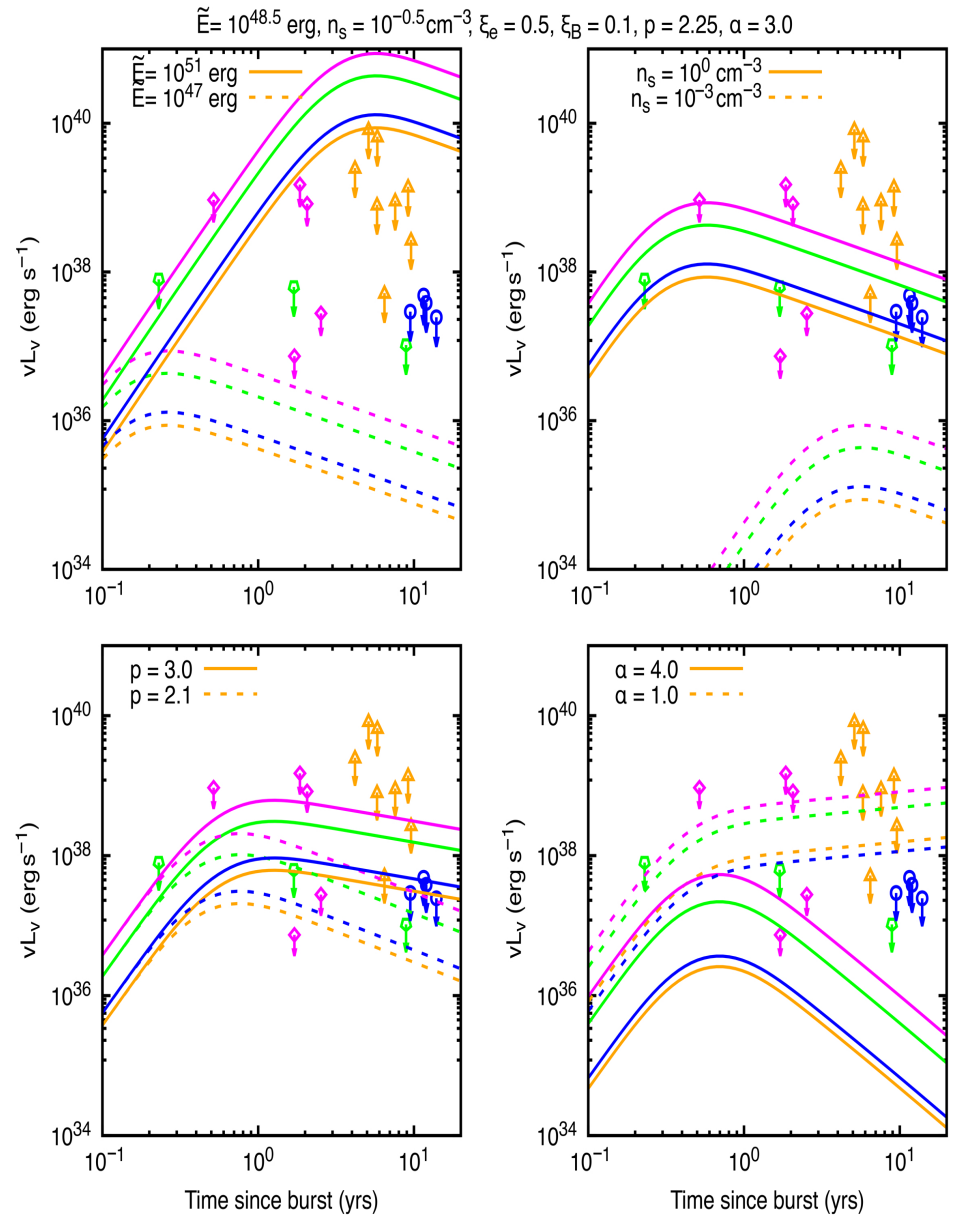 Ẽ= 10^48.5 erg, n_s = 10^−0.5 cm^−3, ξ_e = 0.5, ξ_B = 0.1, p = 2.25, α = 3.0
Ẽ= 10^51 erg
Ẽ= 10^47 erg
10^40
10^38
10^36
10^34
νL_ν (erg s^−1)
10^−1 10^0 10^1
n_s = 10^0 cm^−3
n_s = 10^−3 cm^−3
10^40
10^38
10^36
10^34
νL_ν (erg s^−1)
10^−1 10^0 10^1
p = 3.0
p = 2.1
10^40
10^38
10^36
10^34
νL_ν (erg s^−1)
10^−1 10^0 10^1
Time since burst (yrs)
α = 4.0
α = 1.0
10^40
10^38
10^36
10^34
νL_ν (erg s^−1)
10^−1 10^0 10^1
Time since burst (yrs)